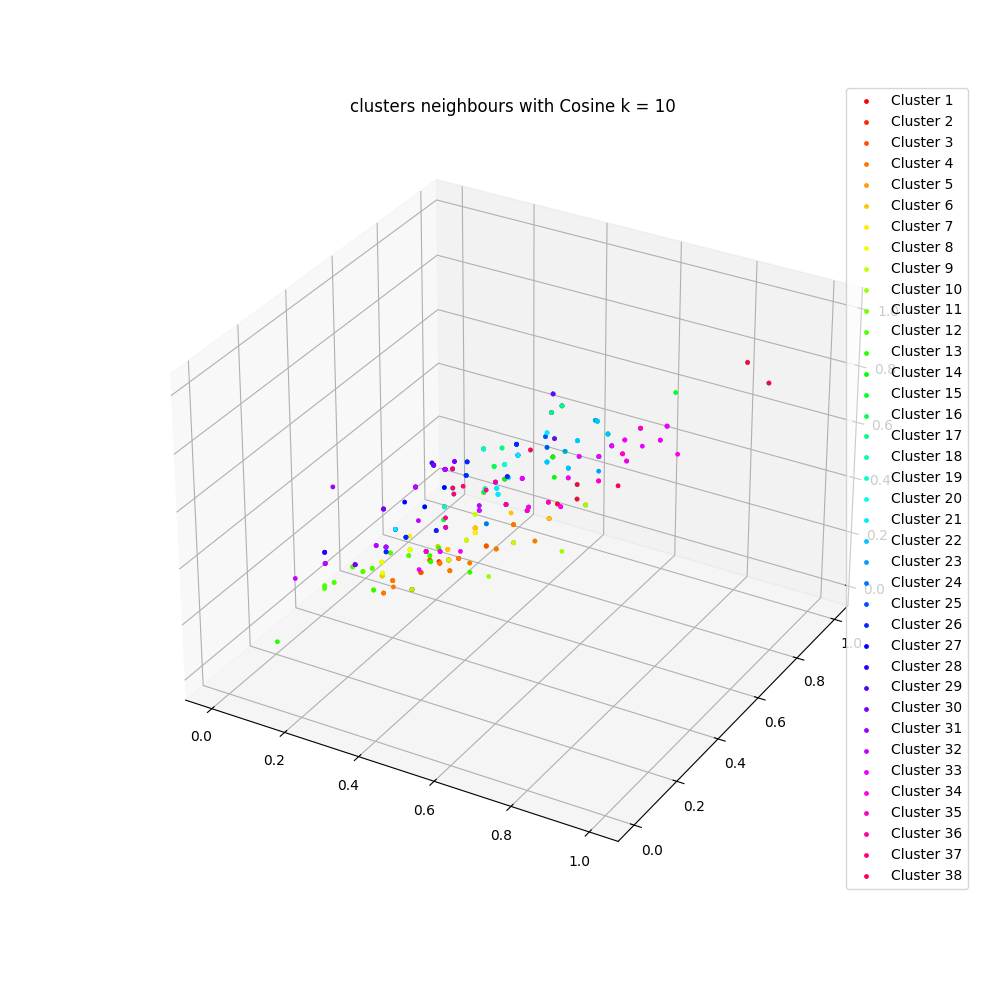 clusters neighbours with Cosine k = 10
Cluster 1
Cluster 2
Cluster 3
Cluster 4
Cluster 5
Cluster 6
Cluster 7
Cluster 8
Cluster 9
Cluster 10
Cluster 11
Cluster 12
Cluster 13
Cluster 14
Cluster 15
Cluster 16
Cluster 17
Cluster 18
Cluster 19
Cluster 20
Cluster 21
Cluster 22
Cluster 23
Cluster 24
Cluster 25
Cluster 26
Cluster 27
Cluster 28
Cluster 29
Cluster 30
Cluster 31
Cluster 32
Cluster 33
Cluster 34
Cluster 35
Cluster 36
Cluster 37
Cluster 38
1.0
0.8
0.6
0.4
0.2
0.0
1.0
0.8
0.6
0.4
0.2
0.0
0.0
0.2
0.4
0.6
0.8
1.0